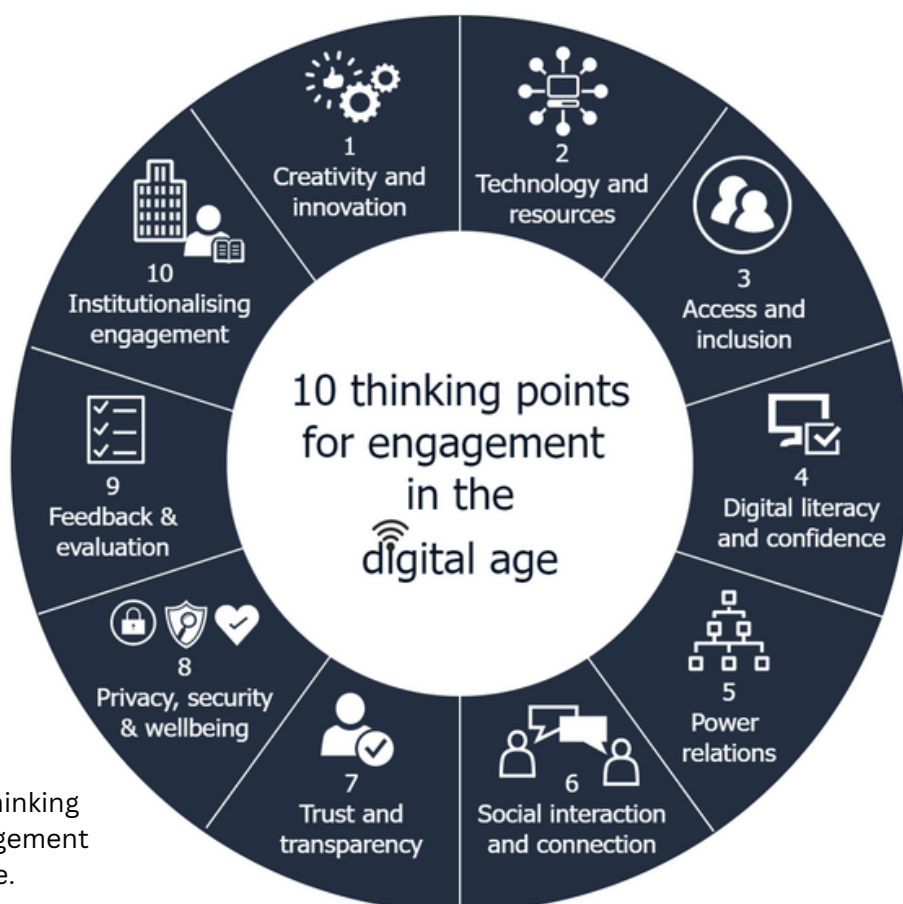 10 thinking points
for engagement
in the
digital age
1
Creativity and
innovation
2
Technology and
resources
3
Access and
inclusion
4
Digital literacy
and confidence
5
Power
relations
6
Social interaction
and connection
7
Trust and
transparency
8
Privacy, security
& wellbeing
9
Feedback &
evaluation
10
Institutionalising
engagement